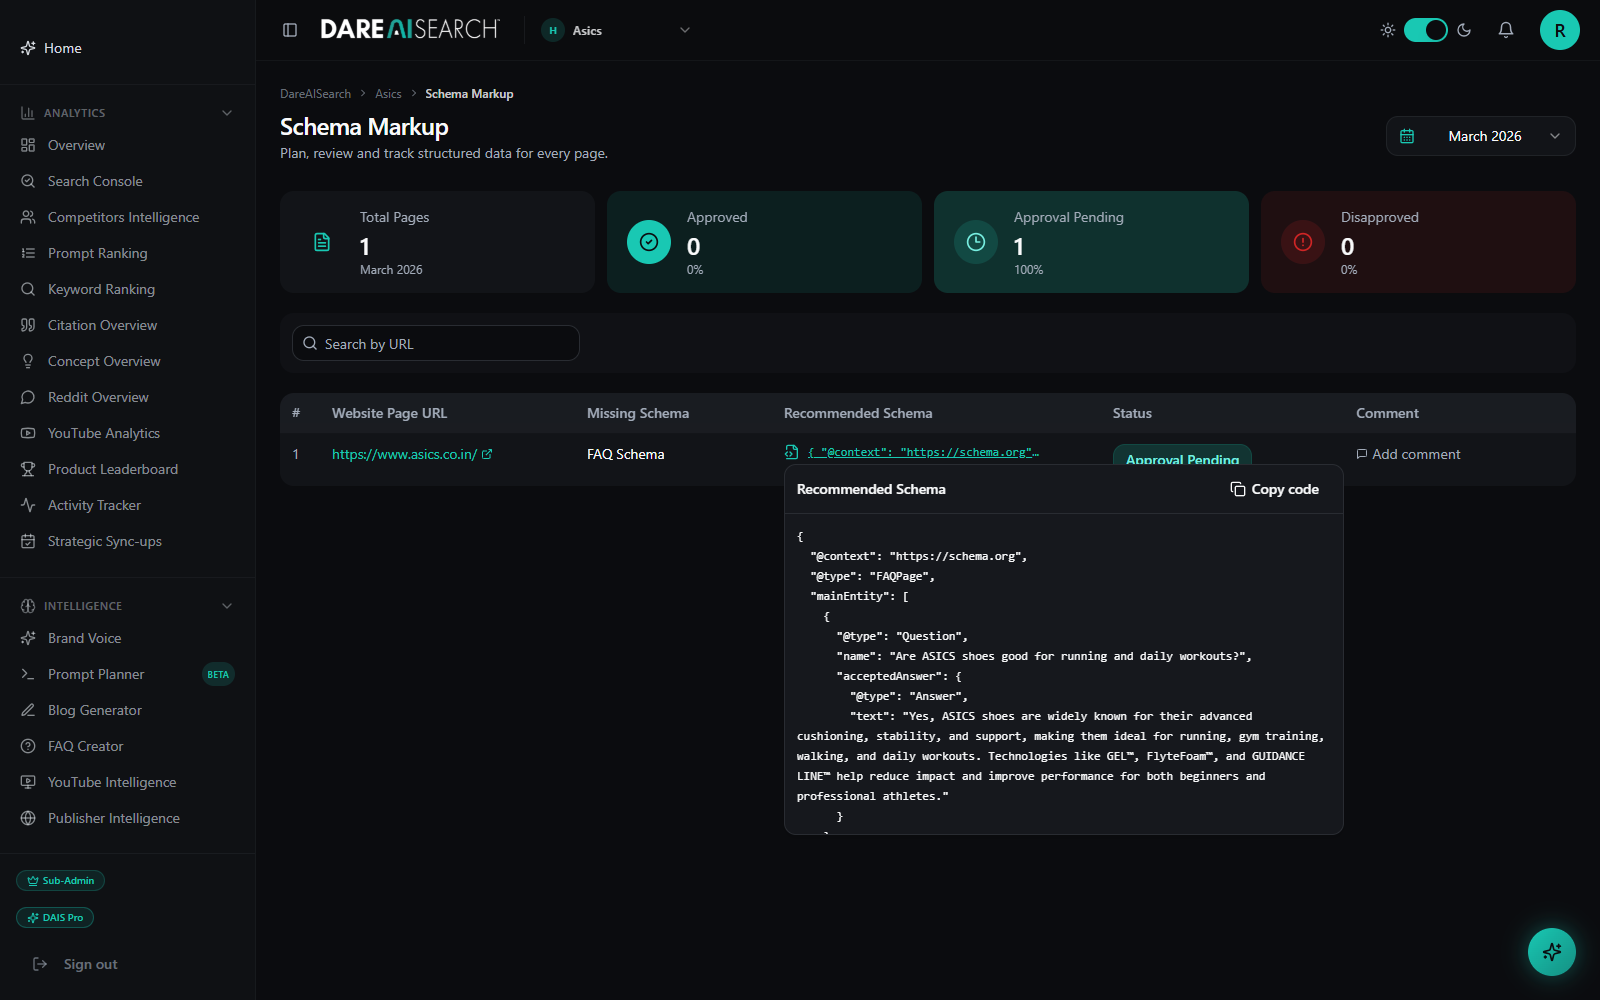 Home
ANALYTICS
Overview
Search Console
Competitors Intelligence
Prompt Ranking
Keyword Ranking
Citation Overview
Concept Overview
Reddit Overview
YouTube Analytics
Product Leaderboard
Activity Tracker
Strategic Sync-ups
INTELLIGENCE
Brand Voice
Prompt Planner BETA
Blog Generator
FAQ Creator
YouTube Intelligence
Publisher Intelligence
Sub-Admin
DAIS Pro
Sign out
DARE AI SEARCH
H Asics
R
DareAISearch > Asics > Schema Markup
Schema Markup
Plan, review and track structured data for every page.
March 2026
Total Pages
1
March 2026
Approved
0
0%
Approval Pending
1
100%
Disapproved
0
0%
Search by URL
# Website Page URL Missing Schema Recommended Schema Status Comment
1 https://www.asics.co.in/ FAQ Schema { "@context": "https://schema.org"… Approval Pending Add comment
Recommended Schema Copy code
{
"@context": "https://schema.org",
"@type": "FAQPage",
"mainEntity": [
{
"@type": "Question",
"name": "Are ASICS shoes good for running and daily workouts?",
"acceptedAnswer": {
"@type": "Answer",
"text": "Yes, ASICS shoes are widely known for their advanced
cushioning, stability, and support, making them ideal for running, gym training,
walking, and daily workouts. Technologies like GEL™, FlyteFoam™, and GUIDANCE
LINE™ help reduce impact and improve performance for both beginners and
professional athletes."
}